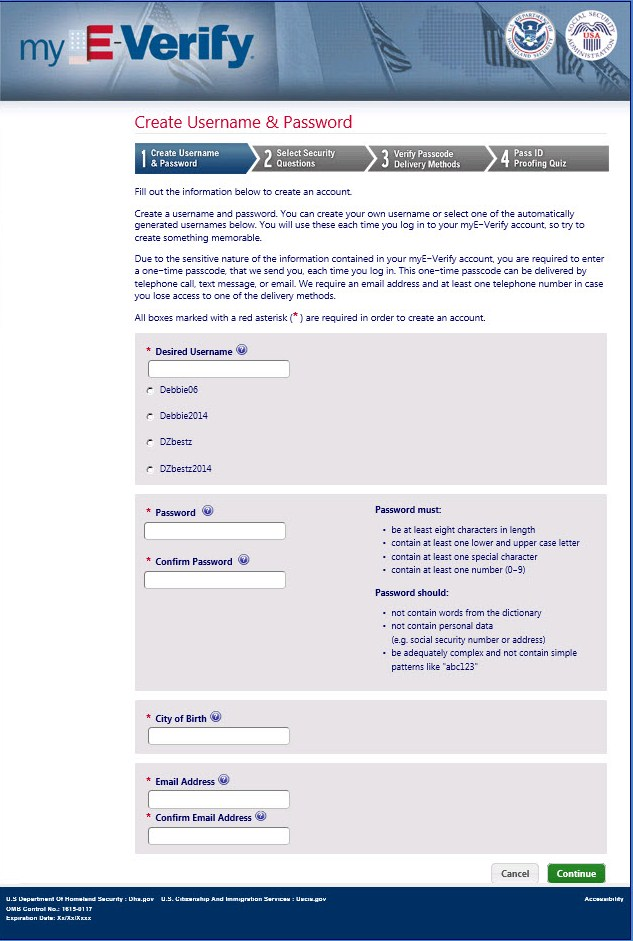 my E-Verify
U.S. DEPARTMENT OF HOMELAND SECURITY
SOCIAL SECURITY ADMINISTRATION
USA
Create Username & Password
1 Create Username & Password
2 Select Security Questions
3 Verify Passcode Delivery Methods
4 Pass ID Proofing Quiz
Fill out the information below to create an account.
Create a username and password. You can create your own username or select one of the automatically
generated usernames below. You will use these each time you log in to your myE-Verify account, so try to
create something memorable.
Due to the sensitive nature of the information contained in your myE-Verify account, you are required to enter
a one-time passcode, that we send you, each time you log in. This one-time passcode can be delivered by
telephone call, text message, or email. We require an email address and at least one telephone number in case
you lose access to one of the delivery methods.
All boxes marked with a red asterisk (*) are required in order to create an account.
* Desired Username ?
Debbie06
Debbie2014
DZbestz
DZbestz2014
* Password ?
* Confirm Password ?
Password must:
• be at least eight characters in length
• contain at least one lower and upper case letter
• contain at least one special character
• contain at least one number (0-9)
Password should:
• not contain words from the dictionary
• not contain personal data
(e.g. social security number or address)
• be adequately complex and not contain simple
patterns like "abc123"
* City of Birth ?
* Email Address ?
* Confirm Email Address ?
Cancel
Continue
U.S Department Of Homeland Security : Dhs.gov U.S. Citizenship And Immigration Services : Uscis.gov
Accessibility
OMB Control No.: 1615-0117
Expiration Date: Xx/Xx/Xxxx